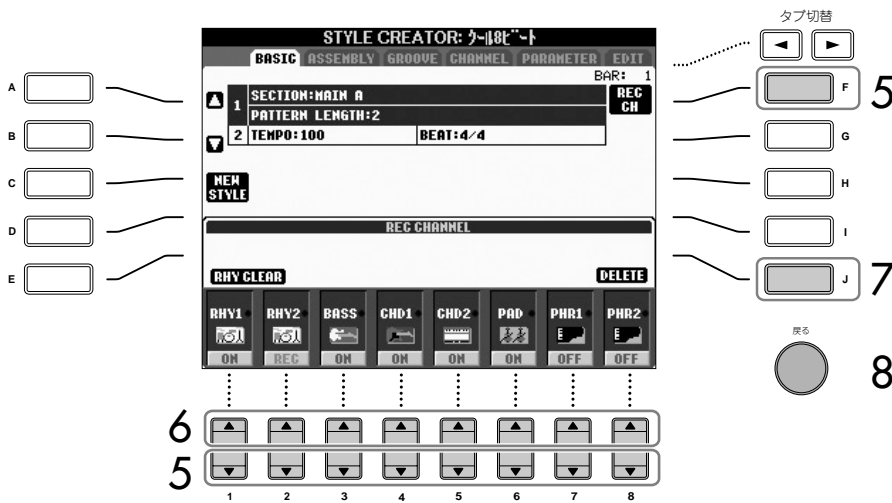 タブ切替
STYLE CREATOR: クール8ビート
BASIC ASSEMBLY GROOVE CHANNEL PARAMETER EDIT
BAR: 1
1 SECTION:MAIN A
PATTERN LENGTH:2
REC CH
2 TEMPO:100 BEAT:4/4
NEW STYLE
REC CHANNEL
RHY CLEAR DELETE
RHY1 RHY2 BASS CHD1 CHD2 PAD PHR1 PHR2
ON REC ON ON ON ON OFF OFF
A
B
C
D
E
F 5
G
H
I
J 7
戻る
8
6
5
1 2 3 4 5 6 7 8